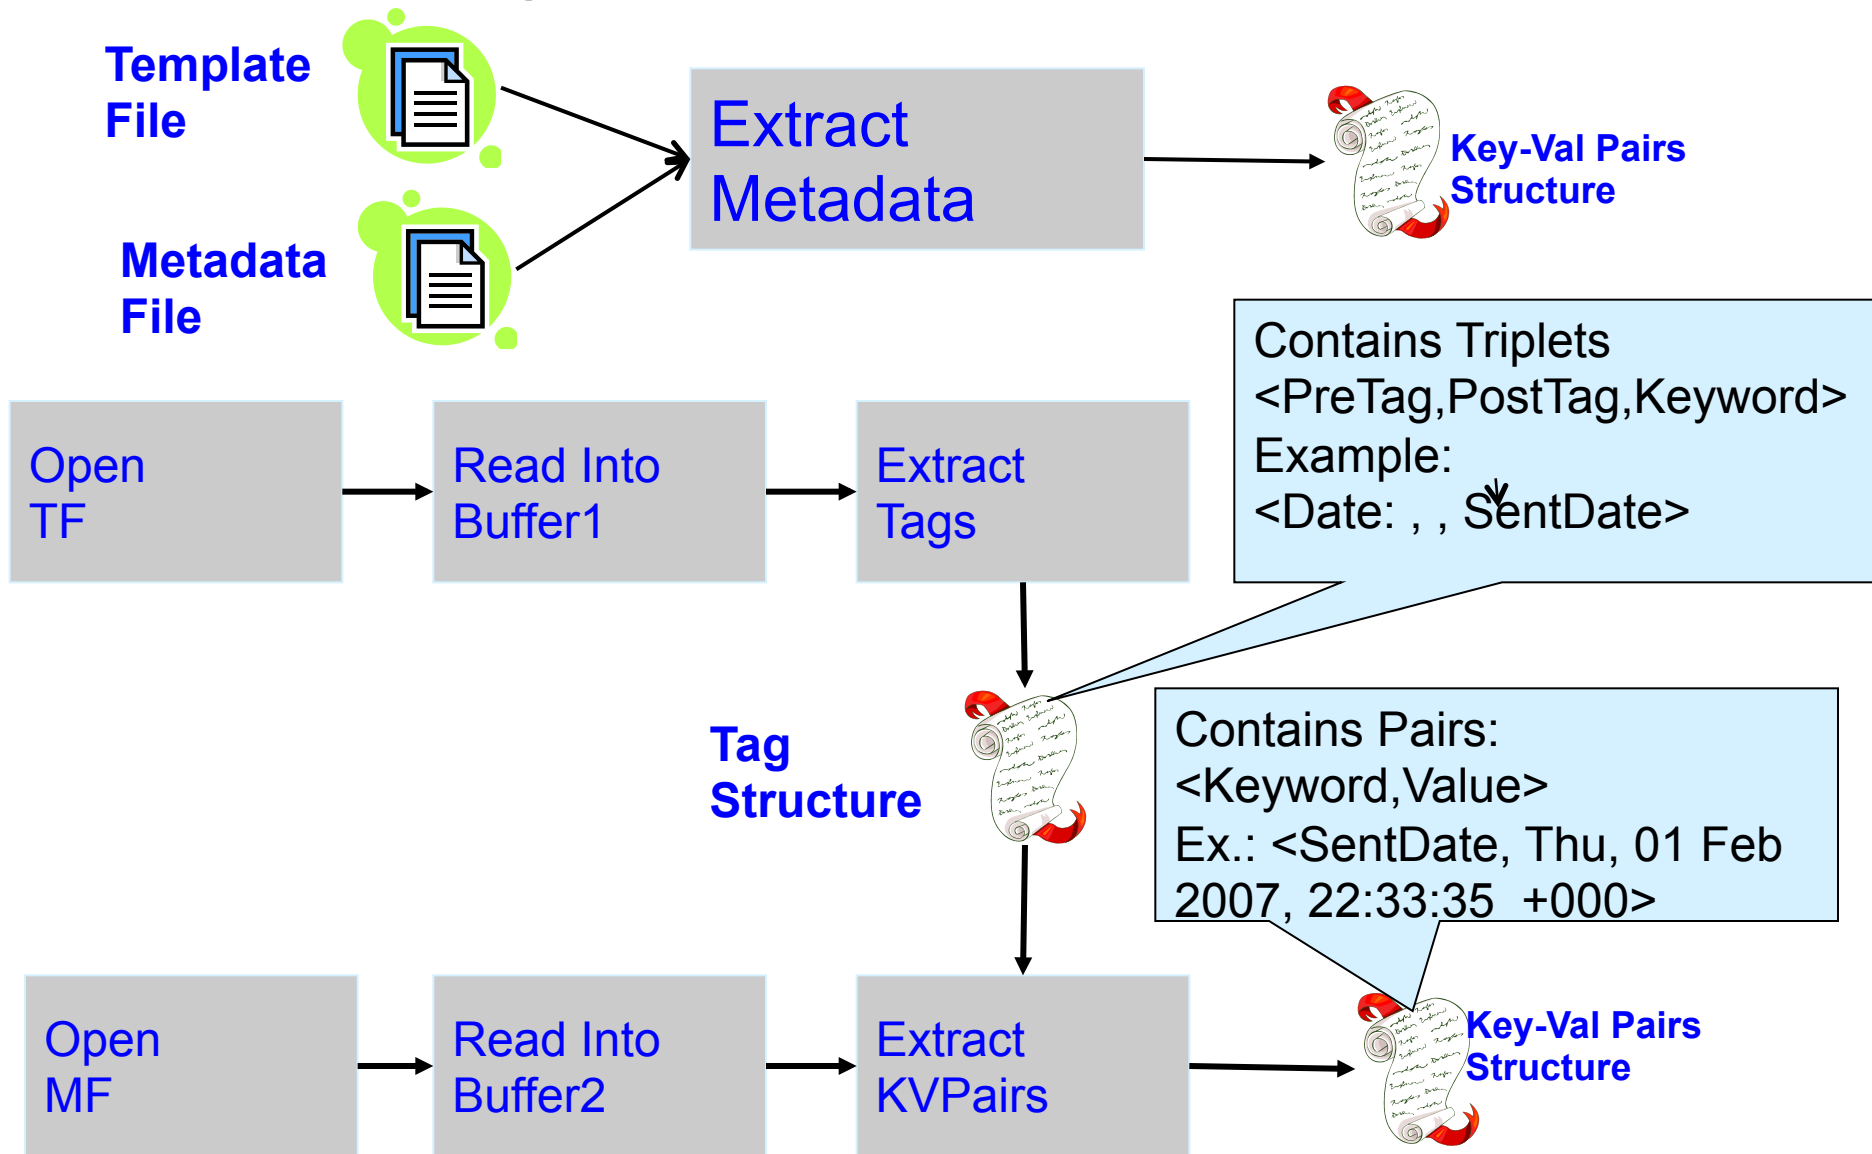 Template
File
Extract
Metadata
Key-Val Pairs
Structure
Metadata
File
Contains Triplets
<PreTag,PostTag,Keyword>
Example:
<Date: , , SentDate>
Open
TF
Read Into
Buffer1
Extract
Tags
Tag
Structure
Contains Pairs:
<Keyword,Value>
Ex.: <SentDate, Thu, 01 Feb
2007, 22:33:35  +000>
Open
MF
Read Into
Buffer2
Extract
KVPairs
Key-Val Pairs
Structure